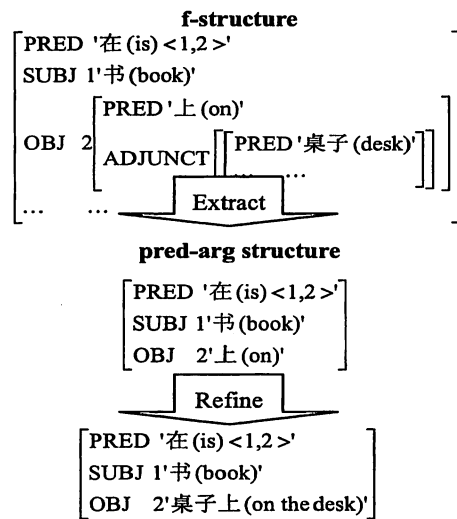 f-structure
PRED '在(is)<1,2>'
SUBJ 1'书(book)'
PRED '上(on)'
OBJ 2
ADJUNCT
PRED '桌子(desk)'
... ...
... ...
Extract
pred-arg structure
PRED '在(is)<1,2>'
SUBJ 1'书(book)'
OBJ 2'上(on)'
Refine
PRED '在(is)<1,2>'
SUBJ 1'书(book)'
OBJ 2'桌子上(on the desk)'